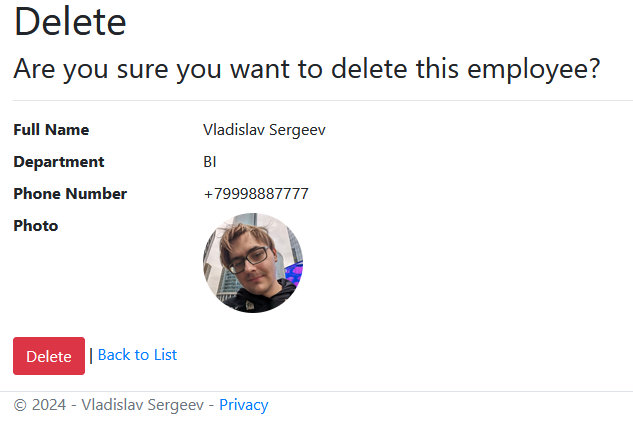 Delete
Are you sure you want to delete this employee?
Full Name Vladislav Sergeev
Department BI
Phone Number +79998887777
Photo
Delete | Back to List
© 2024 - Vladislav Sergeev - Privacy